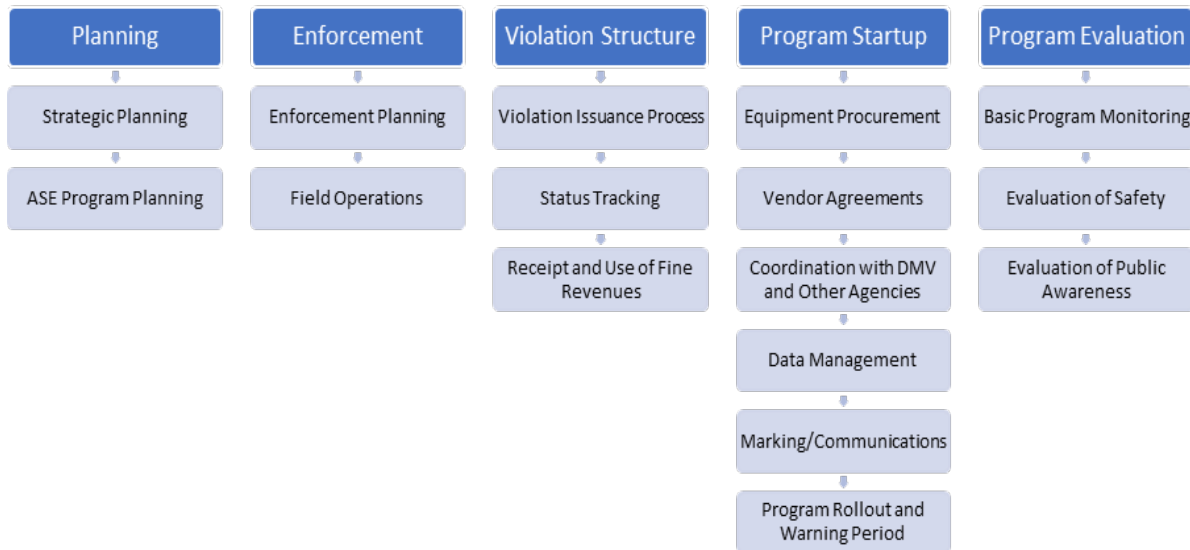 Planning
Strategic Planning
ASE Program Planning
Enforcement
Enforcement Planning
Field Operations
Violation Structure
Violation Issuance Process
Status Tracking
Receipt and Use of Fine
Revenues
Program Startup
Equipment Procurement
Vendor Agreements
Coordination with DMV
and Other Agencies
Data Management
Marking/Communications
Program Rollout and
Warning Period
Program Evaluation
Basic Program Monitoring
Evaluation of Safety
Evaluation of Public
Awareness